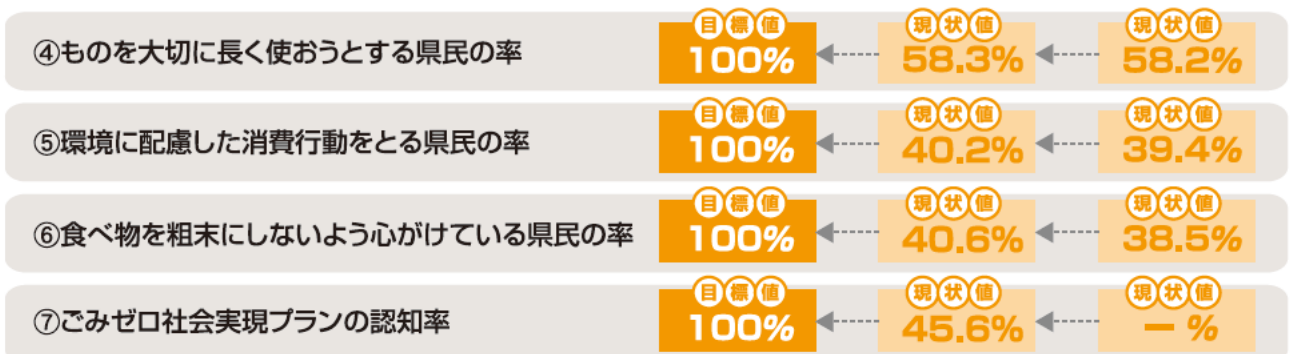 目標値 現状値 現状値
④ものを大切に長く使おうとする県民の率 100% 58.3% 58.2%
目標値 現状値 現状値
⑤環境に配慮した消費行動をとる県民の率 100% 40.2% 39.4%
目標値 現状値 現状値
⑥食べ物を粗末にしないよう心がけている県民の率 100% 40.6% 38.5%
目標値 現状値 現状値
⑦ごみゼロ社会実現プランの認知率 100% 45.6% ー%